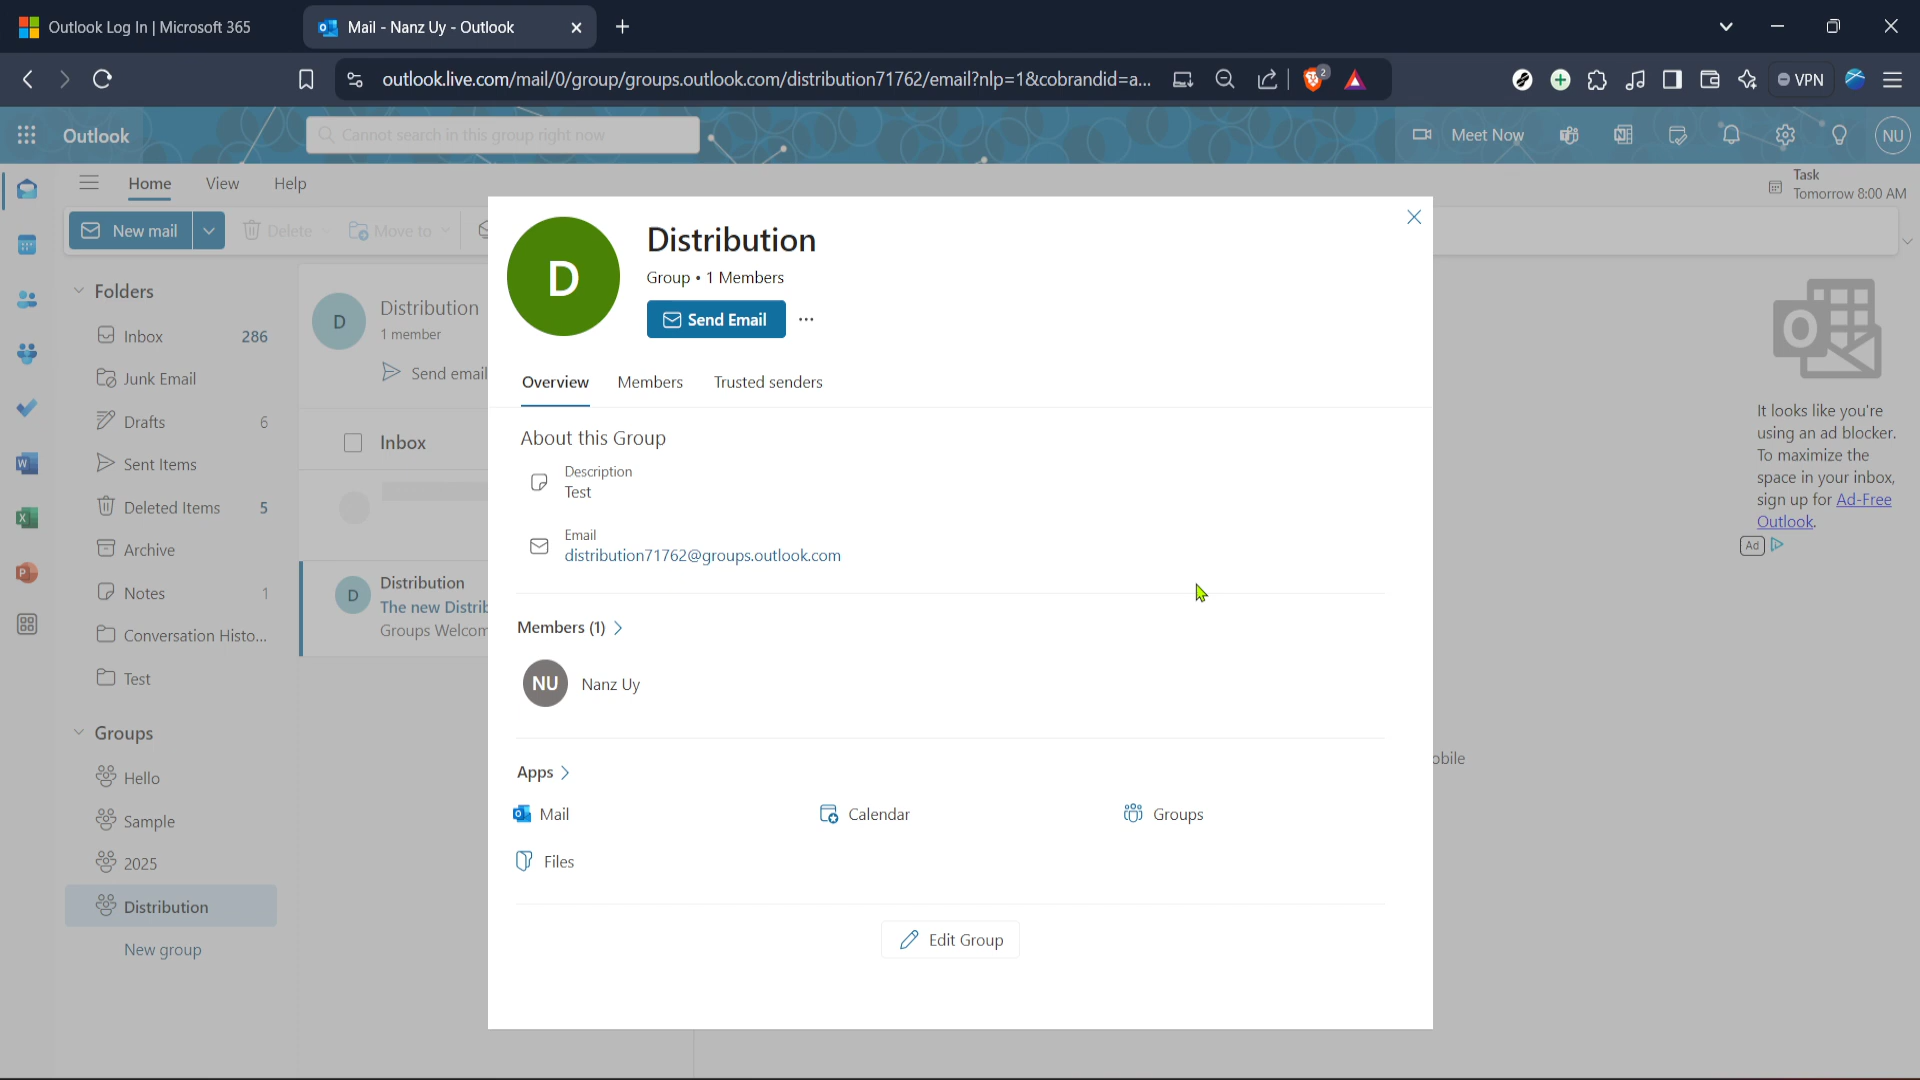 Outlook Log In | Microsoft 365
Mail - Nanz Uy - Outlook
outlook.live.com/mail/0/group/groups.outlook.com/distribution71762/email?nlp=1&cobrandid=a...
2
VPN
Outlook
Cannot search in this group right now
Meet Now
NU
Home
View
Help
Task
Tomorrow 8:00 AM
New mail
Delete
Move to
Folders
Inbox 286
Junk Email
Drafts 6
Sent Items
Deleted Items 5
Archive
Notes 1
Conversation Histo...
Test
Groups
Hello
Sample
2025
Distribution
New group
D
Distribution
1 member
Send email
Inbox
D
Distribution
The new Distrib
Groups Welcom
D
Distribution
Group • 1 Members
Send Email
Overview
Members
Trusted senders
About this Group
Description
Test
Email
distribution71762@groups.outlook.com
Members (1)
NU
Nanz Uy
Apps
Mail
Calendar
Groups
Files
Edit Group
obile
It looks like you're
using an ad blocker.
To maximize the
space in your inbox,
sign up for Ad-Free
Outlook.
Ad